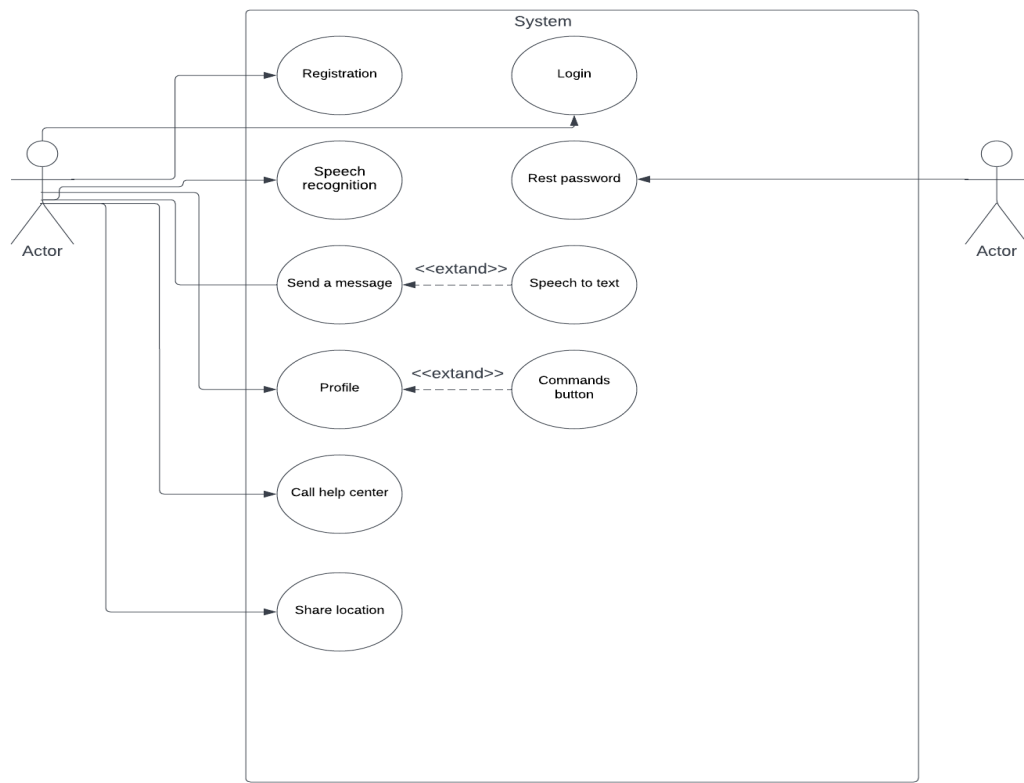 System
Registration
Login
Speech
recognition
Rest password
Actor
Actor
<<extand>>
Send a message
Speech to text
<<extand>>
Profile
Commands
button
Call help center
Share location